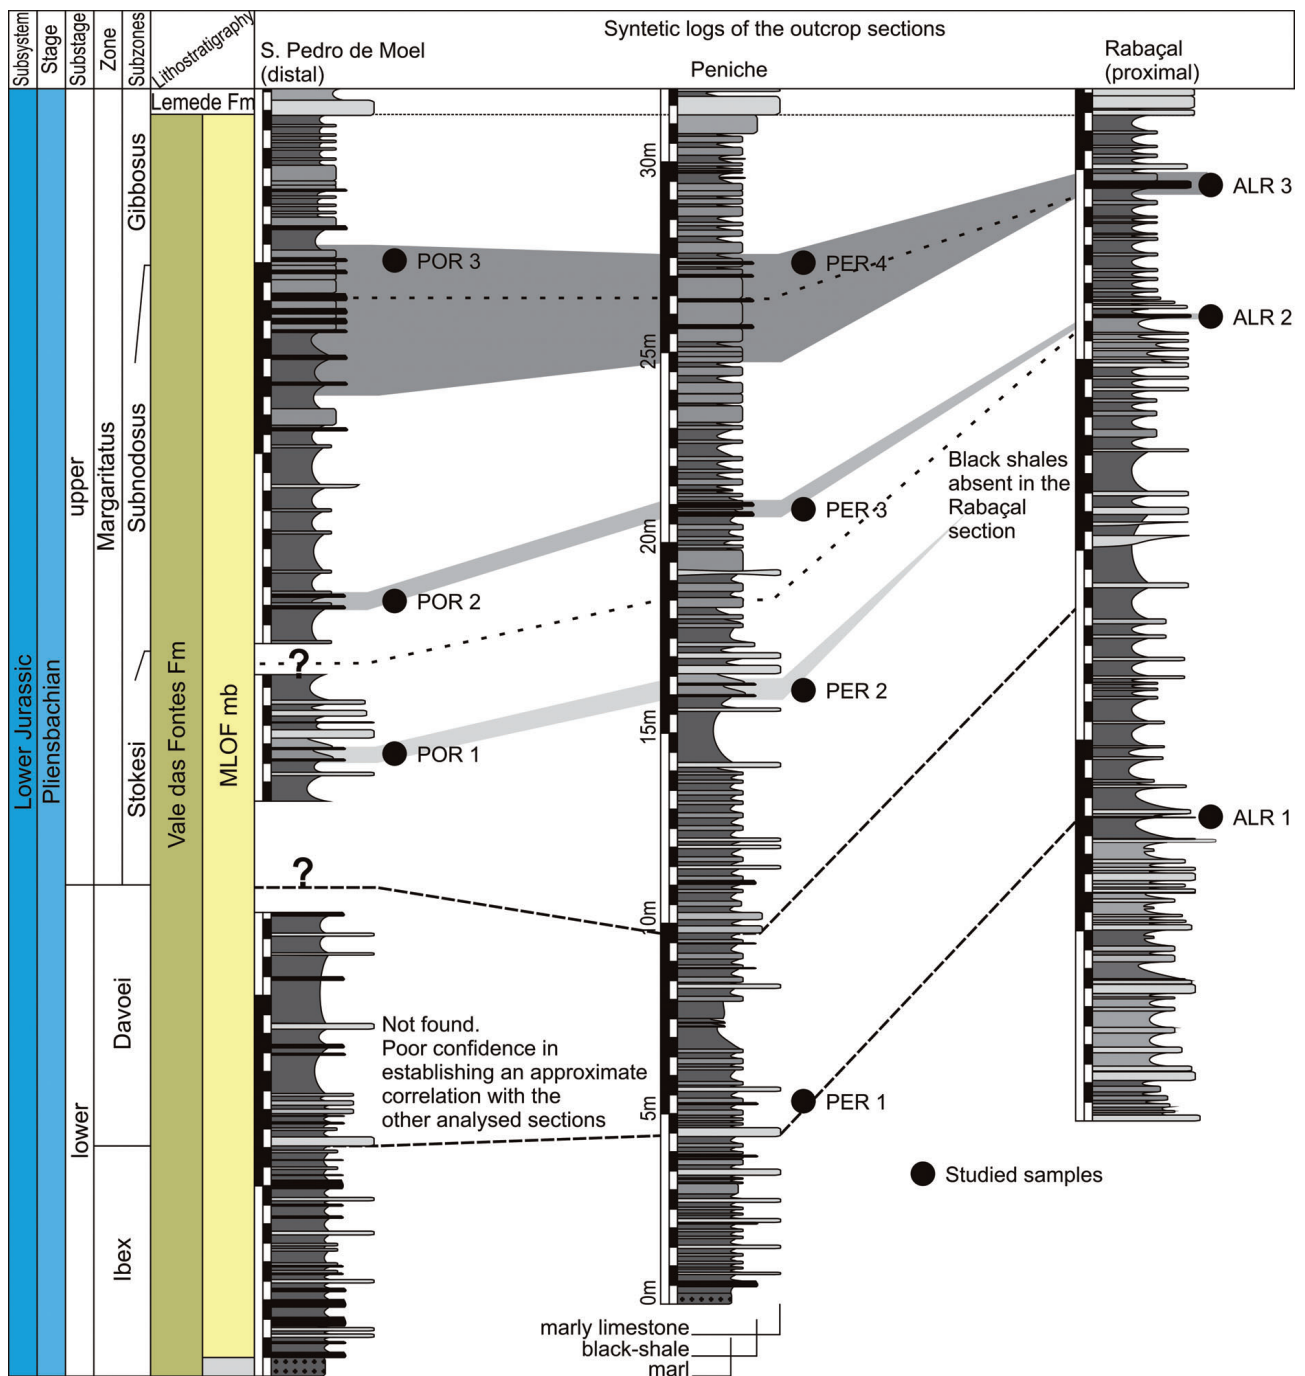 Subsystem
Stage
Substage
Zone
Subzones
Lithostratigraphy
Syntetic logs of the outcrop sections
S. Pedro de Moel
(distal)
Peniche
Rabaçal
(proximal)
Lemede Fm
Lower Jurassic
Pliensbachian
upper
lower
Margaritatus
Davoei
Ibex
Gibbosus
Subnodosus
Stokesi
Vale das Fontes Fm
MLOF mb
30m
25m
20m
15m
0m
5m
0m
POR 3
PER 4
ALR 3
ALR 2
Black shales
absent in the
Rabaçal
section
PER 3
POR 2
?
PER 2
POR 1
ALR 1
?
Not found.
Poor confidence in
establishing an approximate
correlation with the
other analysed sections
PER 1
Studied samples
marly limestone
black-shale
marl